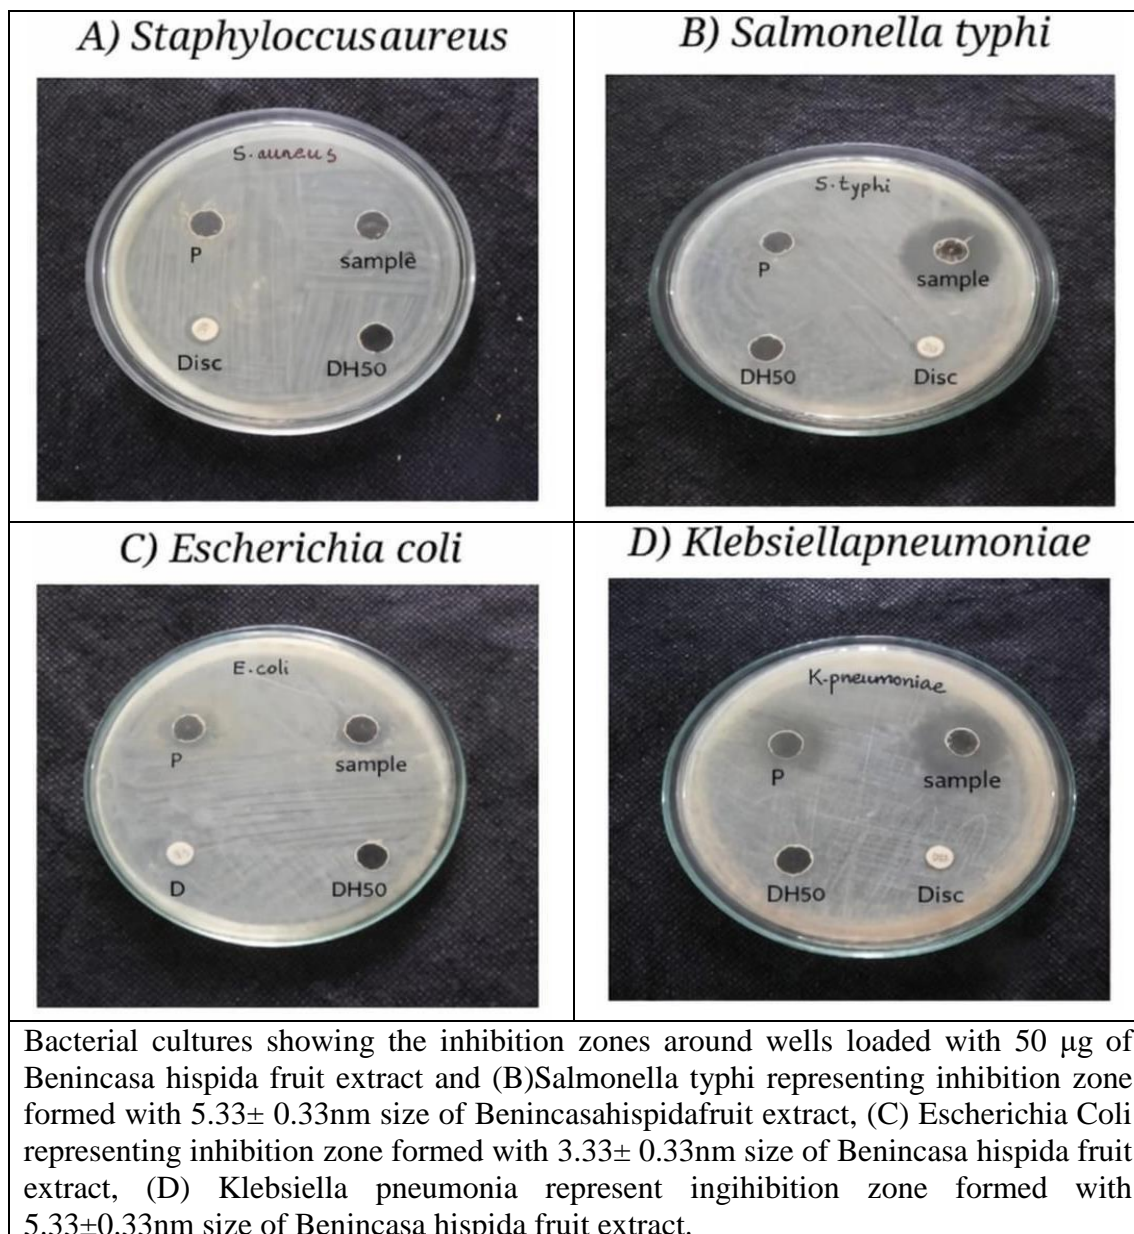 A) Staphyloccusaureus
S. aureus
P
sample
Disc
DH50
B) Salmonella typhi
S. typhi
P
sample
DH50
Disc
C) Escherichia coli
E. coli
P
sample
D
DH50
D) Klebsiellapneumoniae
K-pneumoniae
P
sample
DH50
Disc
Bacterial cultures showing the inhibition zones around wells loaded with 50 μg of
Benincasa hispida fruit extract and (B)Salmonella typhi representing inhibition zone
formed with 5.33± 0.33nm size of Benincasahispidafruit extract, (C) Escherichia Coli
representing inhibition zone formed with 3.33± 0.33nm size of Benincasa hispida fruit
extract, (D) Klebsiella pneumonia represent ingihibition zone formed with
5.33±0.33nm size of Benincasa hispida fruit extract.